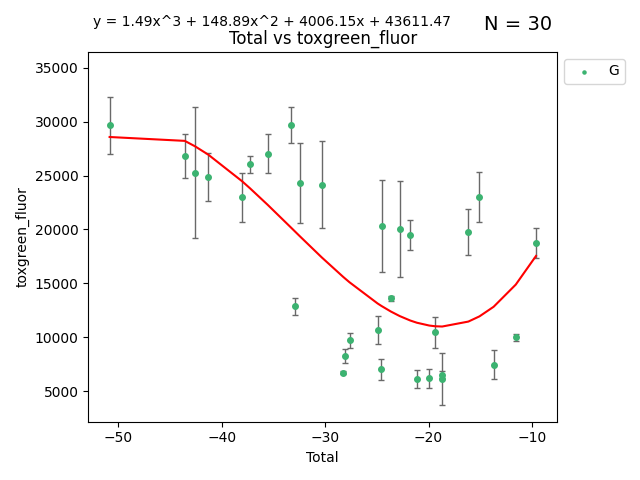 y = 1.49x^3 + 148.89x^2 + 4006.15x + 43611.47
N = 30
Total vs toxgreen_fluor
G
35000
30000
25000
20000
15000
10000
5000
toxgreen_fluor
−50 −40 −30 −20 −10
Total